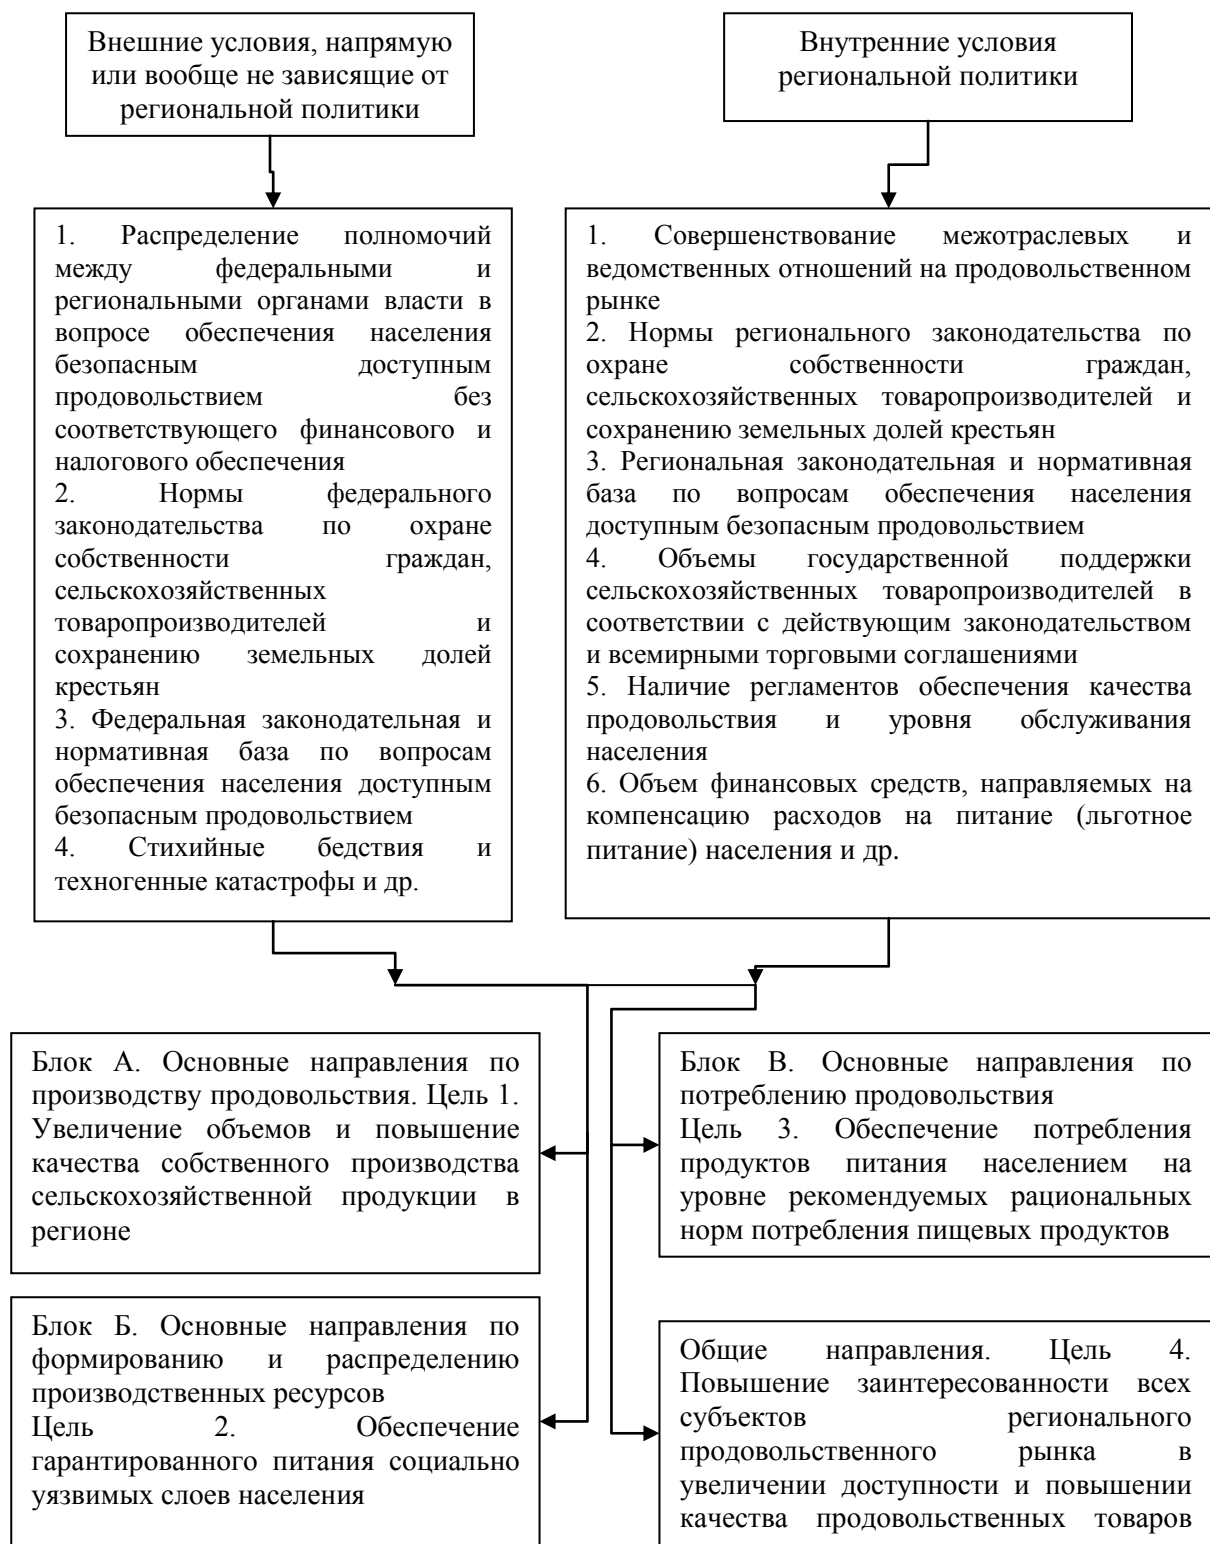 Внешние условия, напрямую
или вообще не зависящие от
региональной политики
Внутренние условия
региональной политики
1. Распределение полномочий
между федеральными и
региональными органами власти в
вопросе обеспечения населения
безопасным доступным
продовольствием без
соответствующего финансового и
налогового обеспечения
2. Нормы федерального
законодательства по охране
собственности граждан,
сельскохозяйственных
товаропроизводителей и
сохранению земельных долей
крестьян
3. Федеральная законодательная и
нормативная база по вопросам
обеспечения населения доступным
безопасным продовольствием
4. Стихийные бедствия и
техногенные катастрофы и др.
1. Совершенствование межотраслевых и
ведомственных отношений на продовольственном
рынке
2. Нормы регионального законодательства по
охране собственности граждан,
сельскохозяйственных товаропроизводителей и
сохранению земельных долей крестьян
3. Региональная законодательная и нормативная
база по вопросам обеспечения населения
доступным безопасным продовольствием
4. Объемы государственной поддержки
сельскохозяйственных товаропроизводителей в
соответствии с действующим законодательством
и всемирными торговыми соглашениями
5. Наличие регламентов обеспечения качества
продовольствия и уровня обслуживания
населения
6. Объем финансовых средств, направляемых на
компенсацию расходов на питание (льготное
питание) населения и др.
Блок А. Основные направления по
производству продовольствия. Цель 1.
Увеличение объемов и повышение
качества собственного производства
сельскохозяйственной продукции в
регионе
Блок В. Основные направления по
потреблению продовольствия
Цель 3. Обеспечение потребления
продуктов питания населением на
уровне рекомендуемых рациональных
норм потребления пищевых продуктов
Блок Б. Основные направления по
формированию и распределению
производственных ресурсов
Цель 2. Обеспечение
гарантированного питания социально
уязвимых слоев населения
Общие направления. Цель 4.
Повышение заинтересованности всех
субъектов регионального
продовольственного рынка в
увеличении доступности и повышении
качества продовольственных товаров